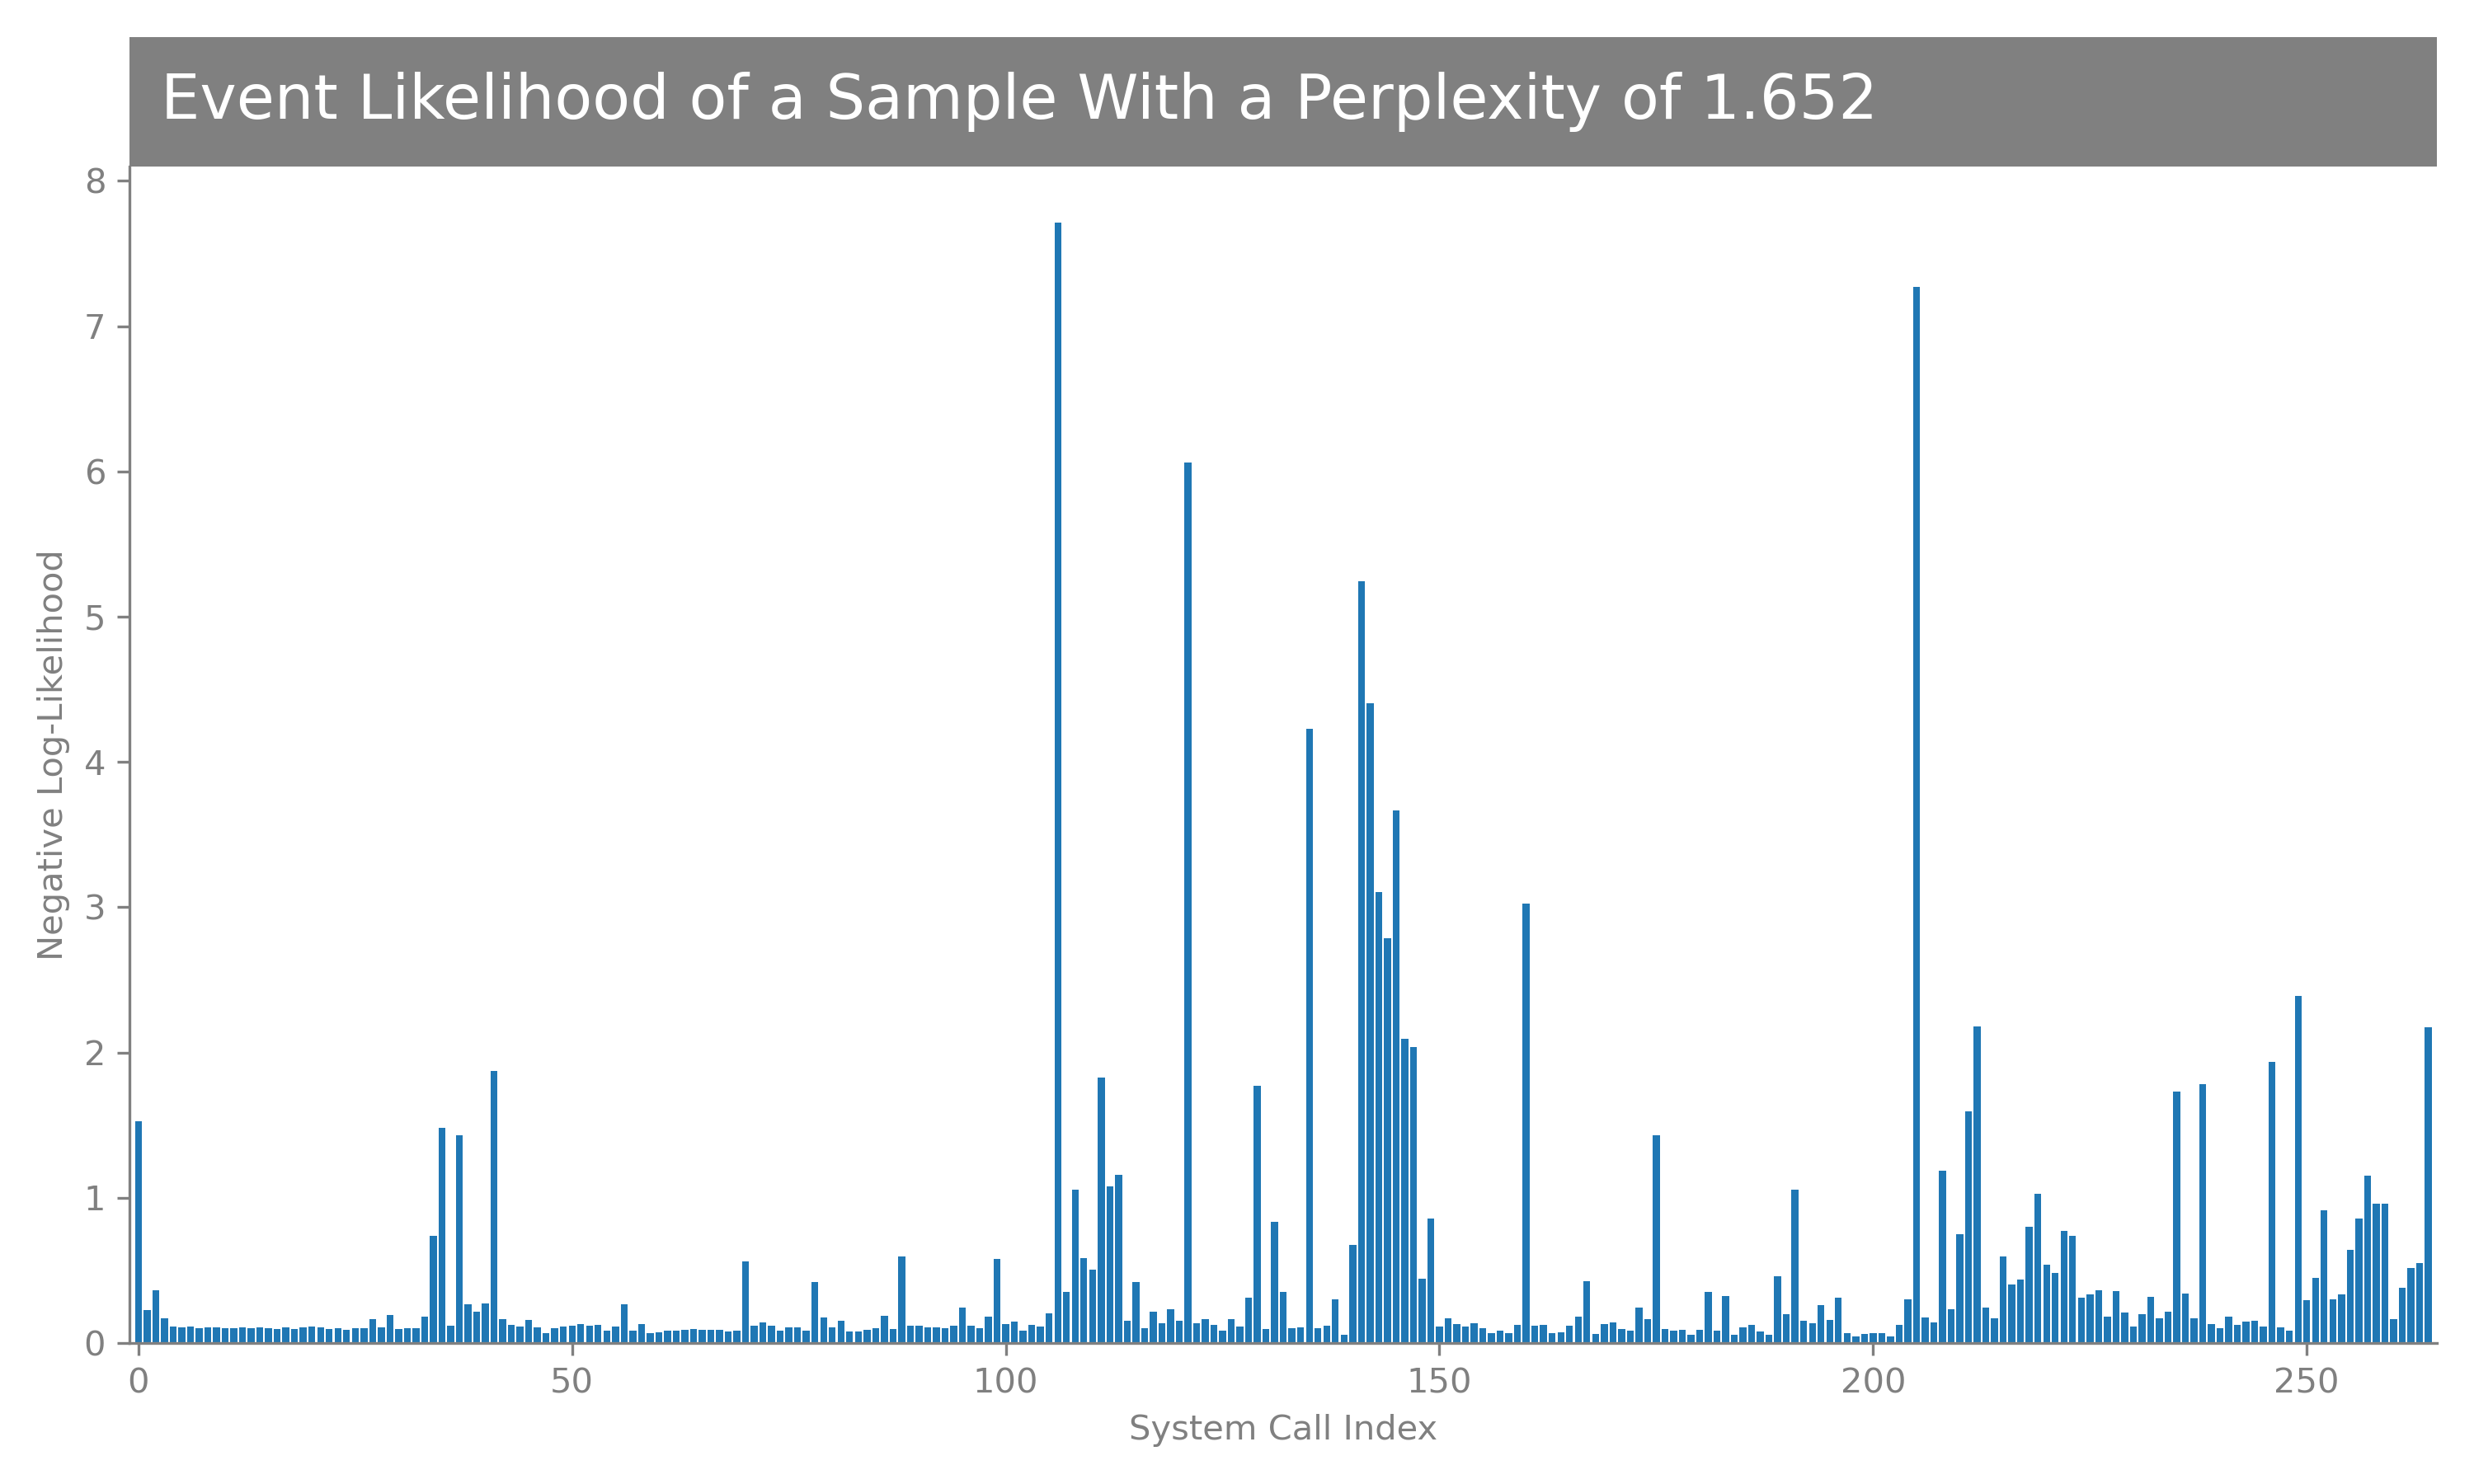 Event Likelihood of a Sample With a Perplexity of 1.652
8
7
6
5
4
3
2
1
0
Negative Log-Likelihood
0 50 100 150 200 250
System Call Index